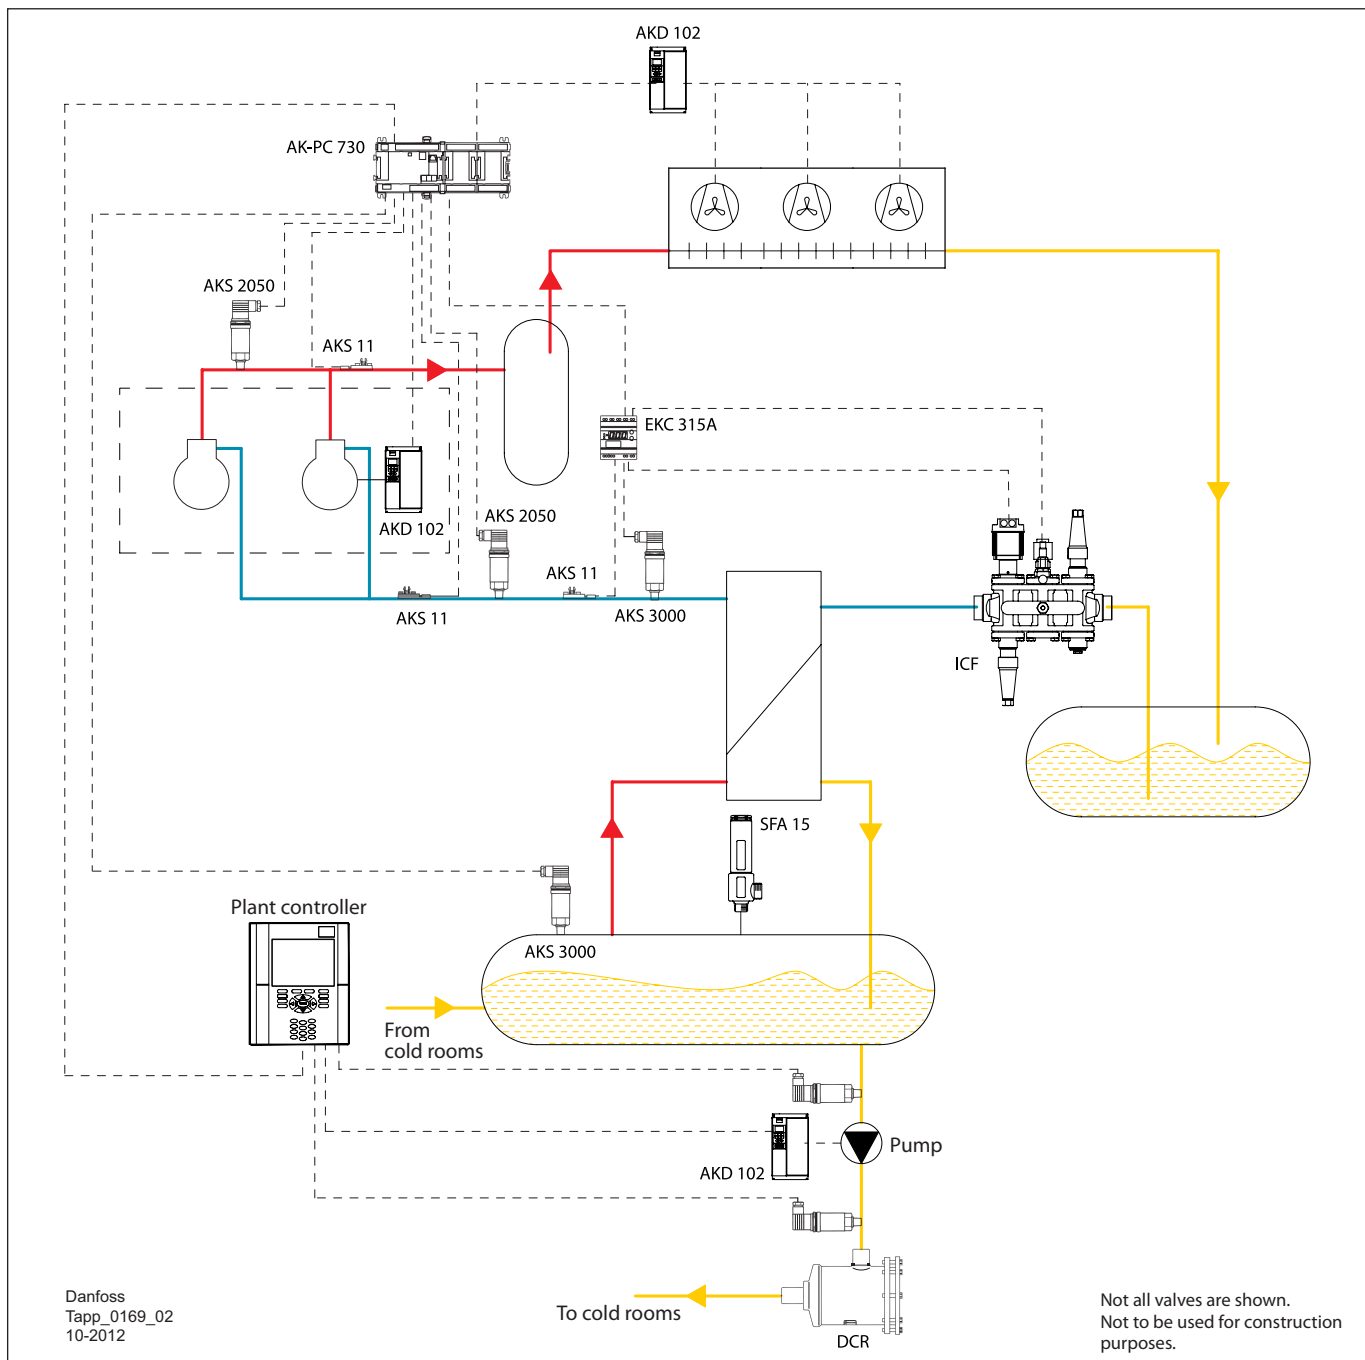 AKD 102
AK-PC 730
AKS 2050
AKS 11
EKC 315A
AKD 102
AKS 2050
AKS 11
AKS 11
AKS 3000
ICF
SFA 15
Plant controller
AKS 3000
From
cold rooms
Pump
AKD 102
To cold rooms
DCR
Danfoss
Tapp_0169_02
10-2012
Not all valves are shown.
Not to be used for construction
purposes.